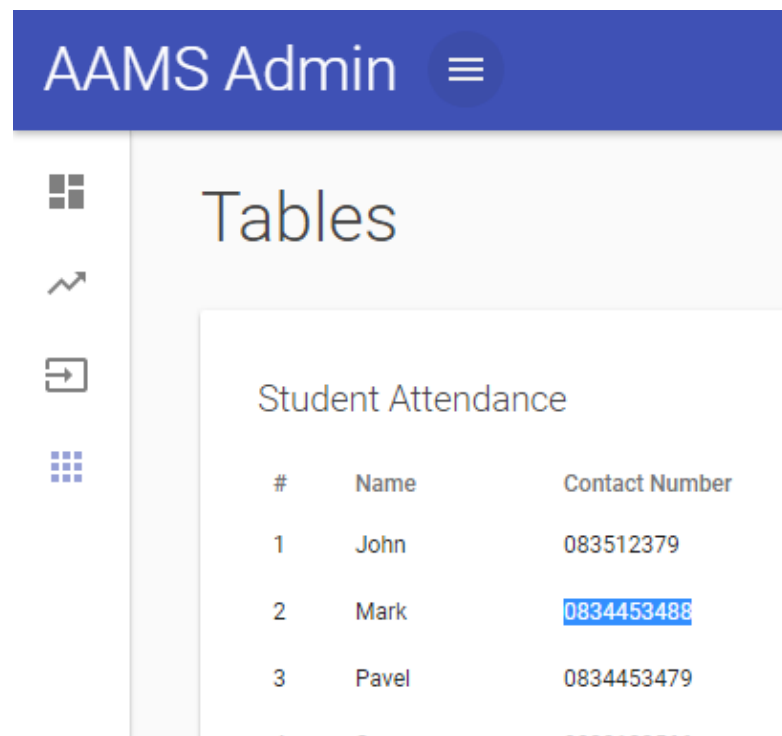 AAMS Admin
Tables
Student Attendance
# Name Contact Number
1 John 083512379
2 Mark 0834453488
3 Pavel 0834453479